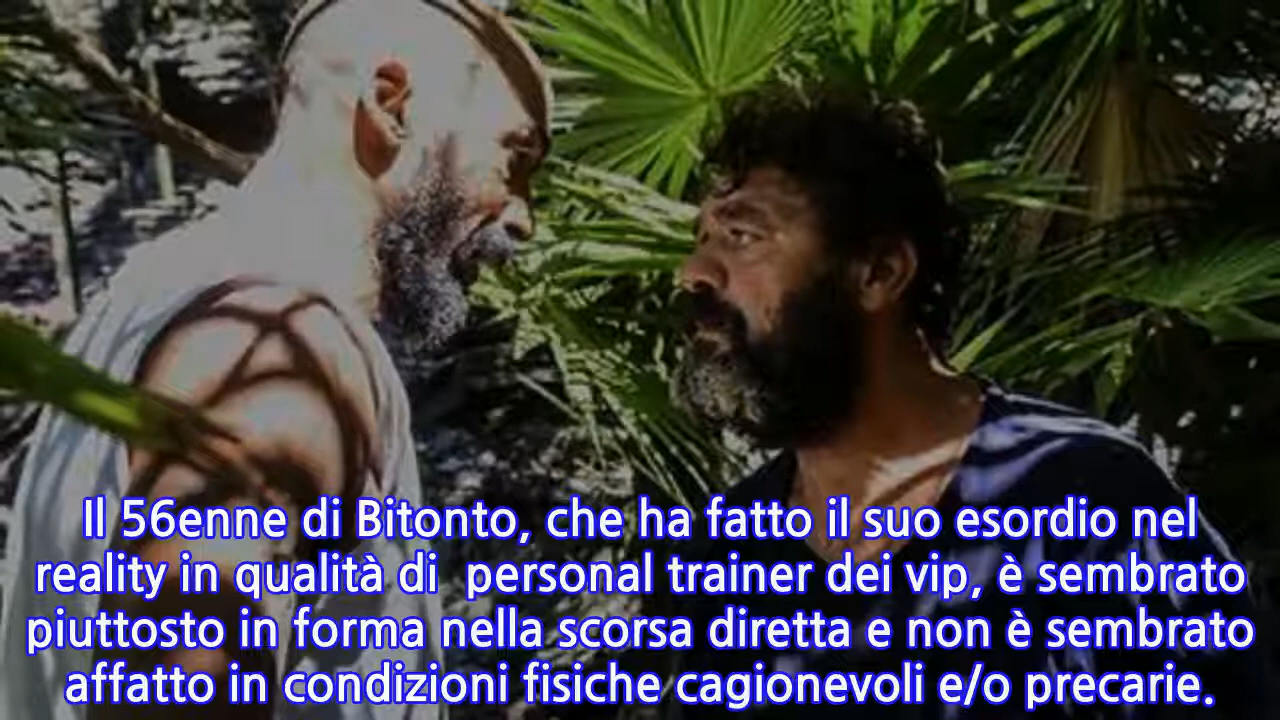 Il 56enne di Bitonto, che ha fatto il suo esordio nel
reality in qualità di  personal trainer dei vip, è sembrato
piuttosto in forma nella scorsa diretta e non è sembrato
affatto in condizioni fisiche cagionevoli e/o precarie.